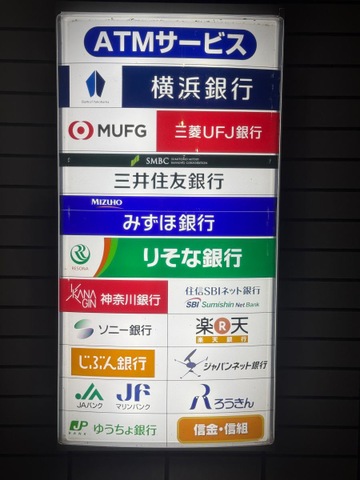 ATMサービス
横浜銀行
MUFG 三菱UFJ銀行
SMBC
三井住友銀行
MIZUHO
みずほ銀行
RESONA
りそな銀行
KANAGIN 神奈川銀行
住信SBIネット銀行
SBI Sumishin Net Bank
ソニー銀行
楽R天
楽天銀行
じぶん銀行
ジャパンネット銀行
JA JF
JAバンク マリンバンク
Rろうきん
JP BANK ゆうちょ銀行
信金・信組